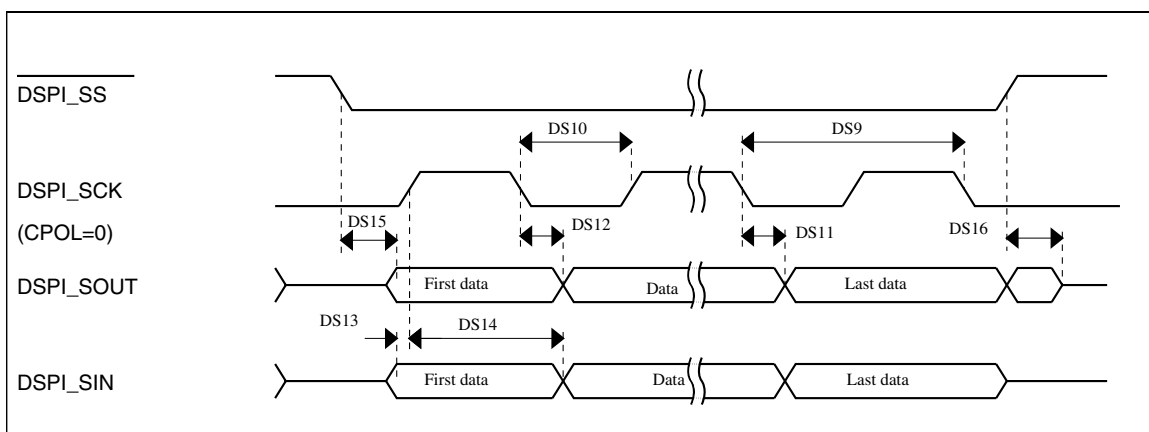 DSPI_SS
DS10
DS9
DSPI_SCK
(CPOL=0)
DS15
DS12
DS11
DS16
DSPI_SOUT
First data
Data
Last data
DS13
DS14
DSPI_SIN
First data
Data
Last data